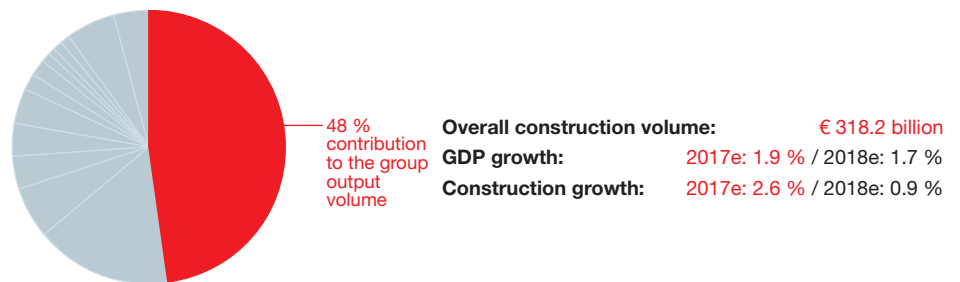 48 %
contribution
to the group
output
volume
Overall construction volume: € 318.2 billion
GDP growth: 2017e: 1.9 % / 2018e: 1.7 %
Construction growth: 2017e: 2.6 % / 2018e: 0.9 %